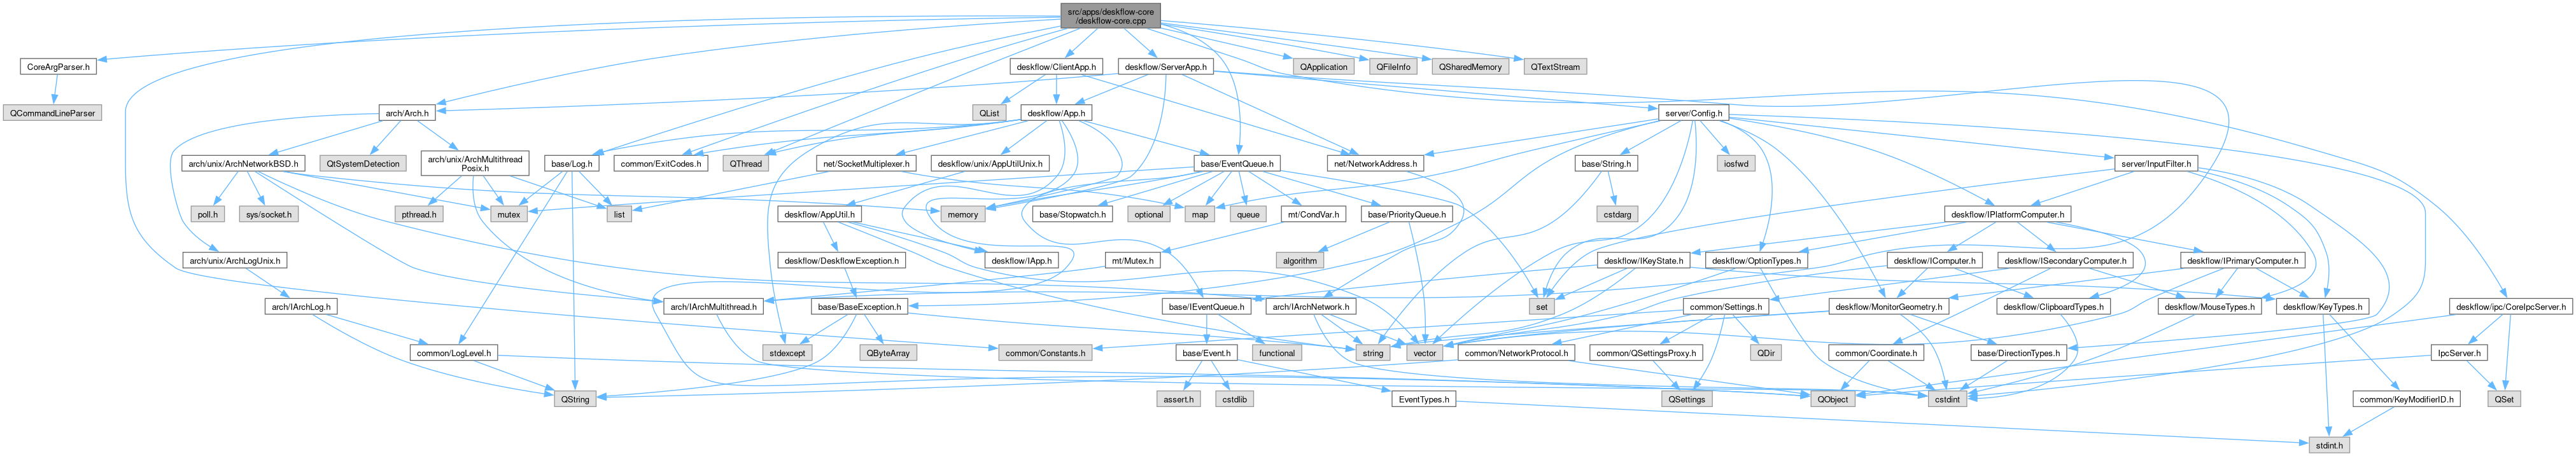 src/apps/deskflow-core
/deskflow-core.cpp
CoreArgParser.h
deskflow/ClientApp.h
deskflow/ServerApp.h
QApplication
QFileInfo
QSharedMemory
QTextStream
QCommandLineParser
arch/Arch.h
QList
deskflow/App.h
server/Config.h
arch/unix/ArchNetworkBSD.h
QtSystemDetection
arch/unix/ArchMultithread
Posix.h
base/Log.h
common/ExitCodes.h
QThread
net/SocketMultiplexer.h
deskflow/unix/AppUtilUnix.h
base/EventQueue.h
net/NetworkAddress.h
base/String.h
iosfwd
server/InputFilter.h
poll.h
sys/socket.h
pthread.h
mutex
list
deskflow/AppUtil.h
memory
base/Stopwatch.h
optional
map
queue
mt/CondVar.h
base/PriorityQueue.h
cstdarg
deskflow/IPlatformComputer.h
arch/unix/ArchLogUnix.h
deskflow/DeskflowException.h
deskflow/IApp.h
mt/Mutex.h
algorithm
deskflow/IKeyState.h
deskflow/OptionTypes.h
deskflow/IComputer.h
deskflow/ISecondaryComputer.h
deskflow/IPrimaryComputer.h
arch/IArchLog.h
arch/IArchMultithread.h
base/BaseException.h
base/IEventQueue.h
arch/IArchNetwork.h
set
common/Settings.h
deskflow/MonitorGeometry.h
deskflow/ClipboardTypes.h
deskflow/MouseTypes.h
deskflow/KeyTypes.h
deskflow/ipc/CoreIpcServer.h
common/LogLevel.h
stdexcept
QByteArray
common/Constants.h
base/Event.h
functional
string
vector
common/NetworkProtocol.h
common/QSettingsProxy.h
QDir
common/Coordinate.h
base/DirectionTypes.h
IpcServer.h
QString
assert.h
cstdlib
EventTypes.h
QSettings
QObject
cstdint
common/KeyModifierID.h
QSet
stdint.h